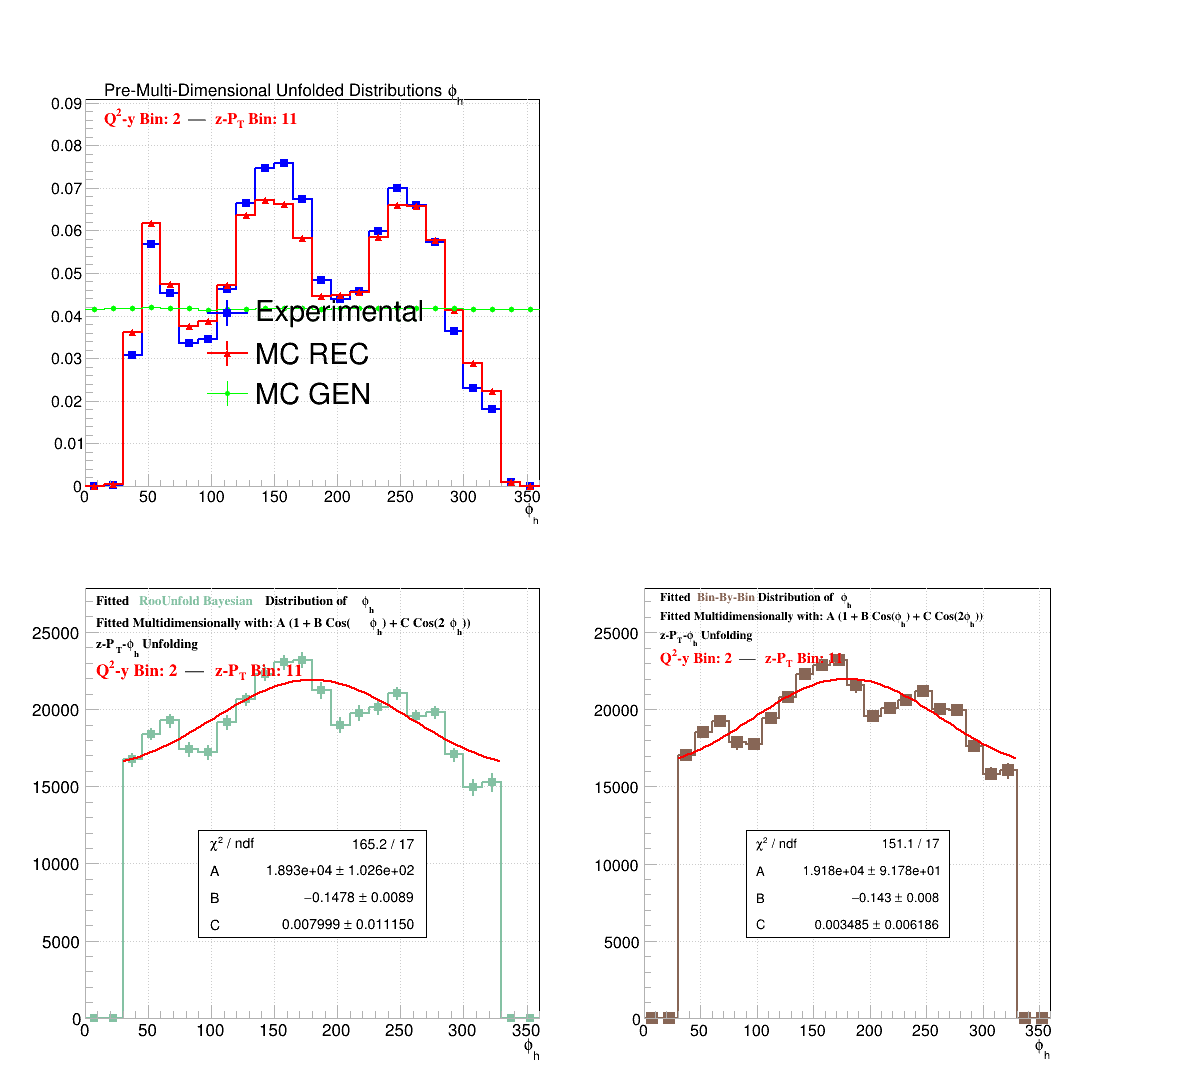 Pre-Multi-Dimensional Unfolded Distributions ϕh
Q²-y Bin: 2 — z-PT Bin: 11
0.09
0.08
0.07
0.06
0.05
0.04
0.03
0.02
0.01
0
Experimental
MC REC
MC GEN
0 50 100 150 200 250 300 350
ϕh
Fitted RooUnfold Bayesian Distribution of ϕh
Fitted Multidimensionally with: A (1 + B Cos( ϕh) + C Cos(2 ϕh))
z-PT-ϕh Unfolding
Q²-y Bin: 2 — z-PT Bin: 11
25000
20000
15000
10000
5000
0
χ² / ndf 165.2 / 17
A 1.893e+04 ± 1.026e+02
B −0.1478 ± 0.0089
C 0.007999 ± 0.011150
0 50 100 150 200 250 300 350
ϕh
Fitted Bin-By-Bin Distribution of ϕh
Fitted Multidimensionally with: A (1 + B Cos(ϕh) + C Cos(2ϕh))
z-PT-ϕh Unfolding
Q²-y Bin: 2 — z-PT Bin: 11
25000
20000
15000
10000
5000
0
χ² / ndf 151.1 / 17
A 1.918e+04 ± 9.178e+01
B −0.143 ± 0.008
C 0.003485 ± 0.006186
0 50 100 150 200 250 300 350
ϕh